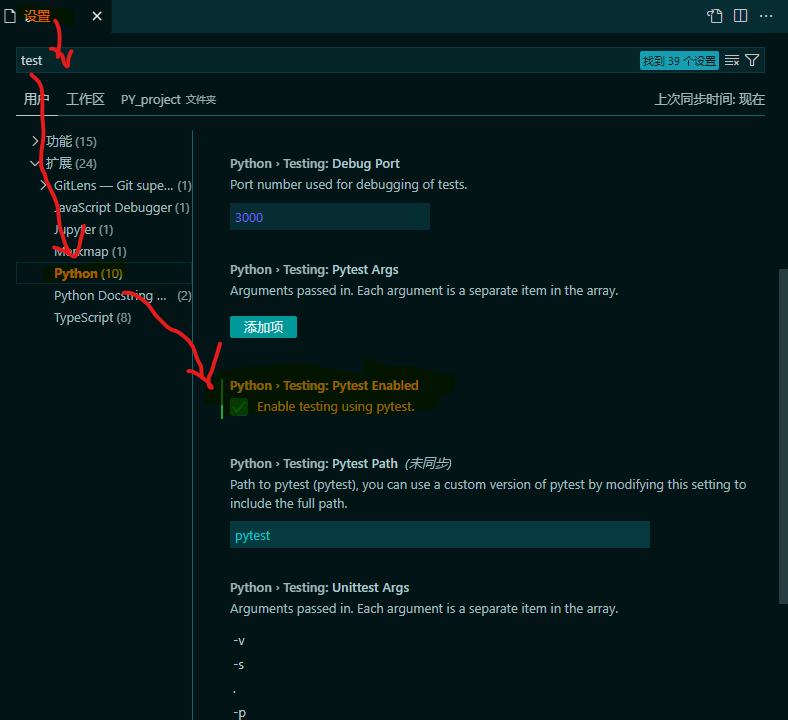 设置
test
找到 39 个设置
用户 工作区 PY_project 文件夹
上次同步时间: 现在
功能 (15)
扩展 (24)
GitLens — Git supe... (1)
JavaScript Debugger (1)
Jupyter (1)
Markmap (1)
Python (10)
Python Docstring ... (2)
TypeScript (8)
Python › Testing: Debug Port
Port number used for debugging of tests.
3000
Python › Testing: Pytest Args
Arguments passed in. Each argument is a separate item in the array.
添加项
Python › Testing: Pytest Enabled
Enable testing using pytest.
Python › Testing: Pytest Path (未同步)
Path to pytest (pytest), you can use a custom version of pytest by modifying this setting to
include the full path.
pytest
Python › Testing: Unittest Args
Arguments passed in. Each argument is a separate item in the array.
-v
-s
.
-p